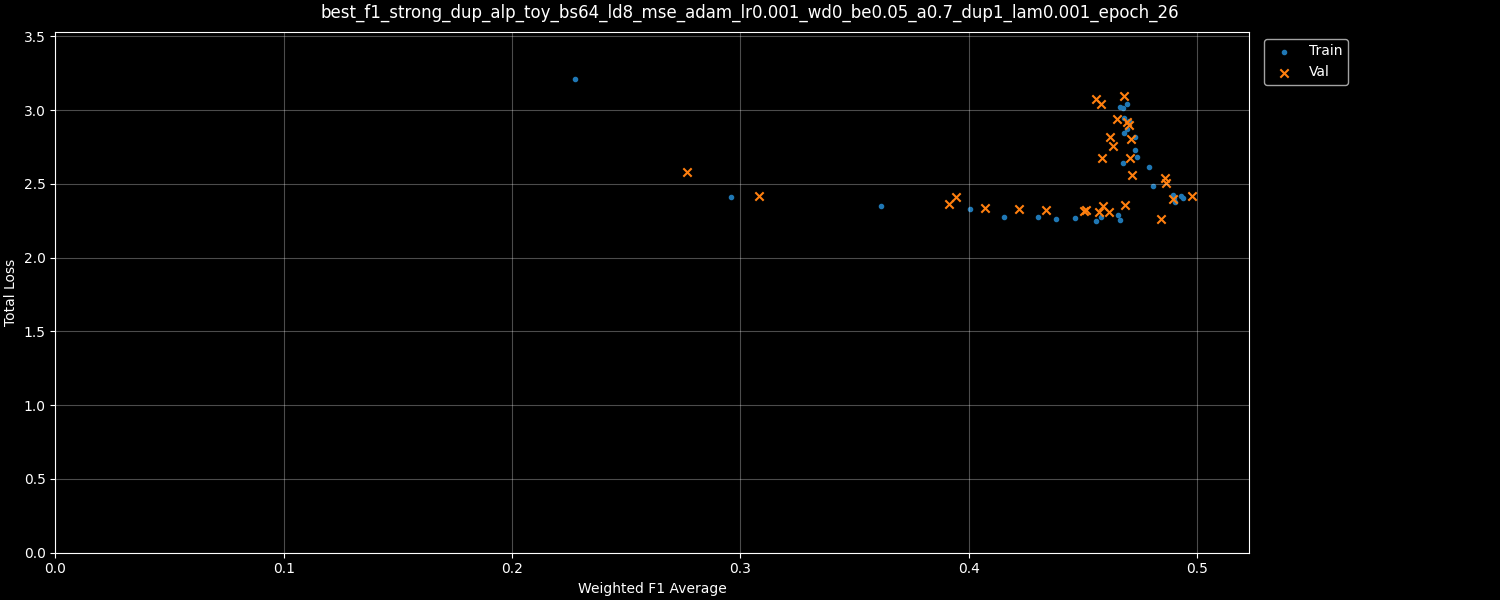 best_f1_strong_dup_alp_toy_bs64_ld8_mse_adam_lr0.001_wd0_be0.05_a0.7_dup1_lam0.001_epoch_26
Train
Val
3.5
3.0
2.5
2.0
1.5
1.0
0.5
0.0
Total Loss
0.0 0.1 0.2 0.3 0.4 0.5
Weighted F1 Average